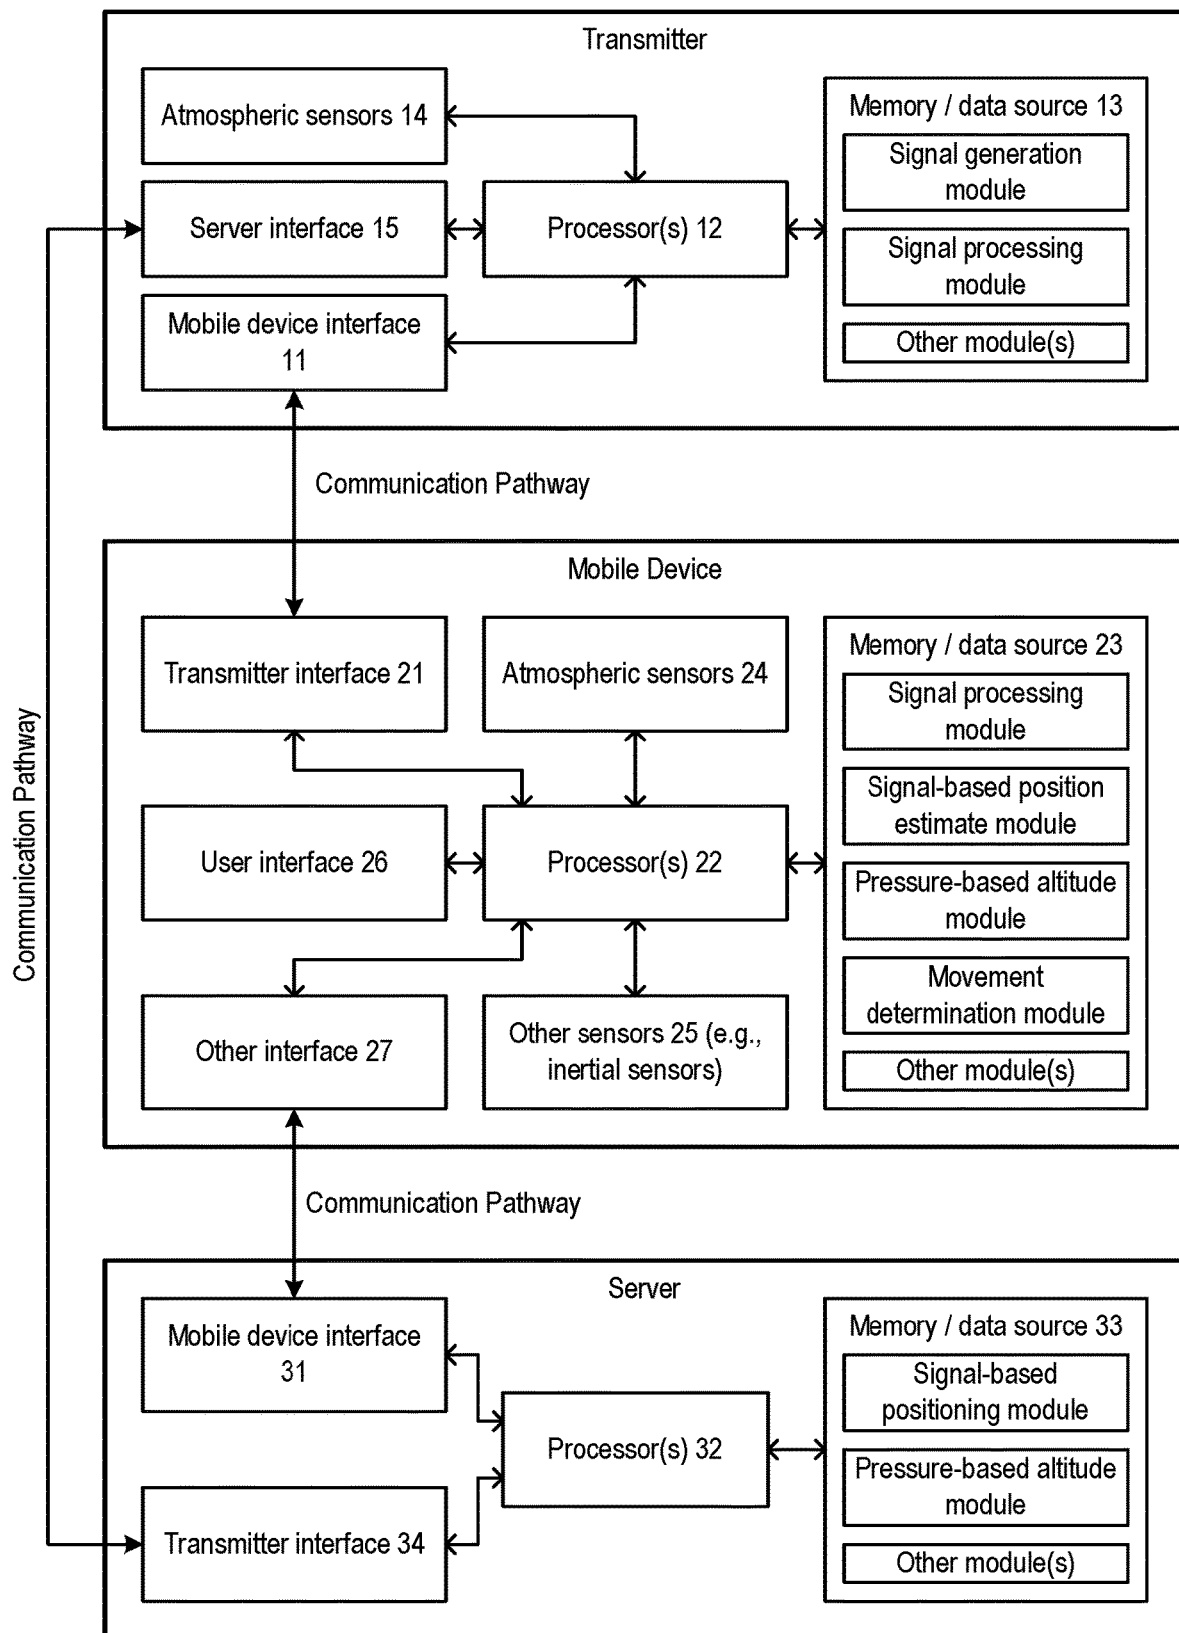 Transmitter
Atmospheric sensors 14
Server interface 15
Mobile device interface
11
Processor(s) 12
Memory / data source 13
Signal generation
module
Signal processing
module
Other module(s)
Communication Pathway
Communication Pathway
Mobile Device
Transmitter interface 21
Atmospheric sensors 24
User interface 26
Processor(s) 22
Other interface 27
Other sensors 25 (e.g.,
inertial sensors)
Memory / data source 23
Signal processing
module
Signal-based position
estimate module
Pressure-based altitude
module
Movement
determination module
Other module(s)
Communication Pathway
Server
Mobile device interface
31
Transmitter interface 34
Processor(s) 32
Memory / data source 33
Signal-based
positioning module
Pressure-based altitude
module
Other module(s)